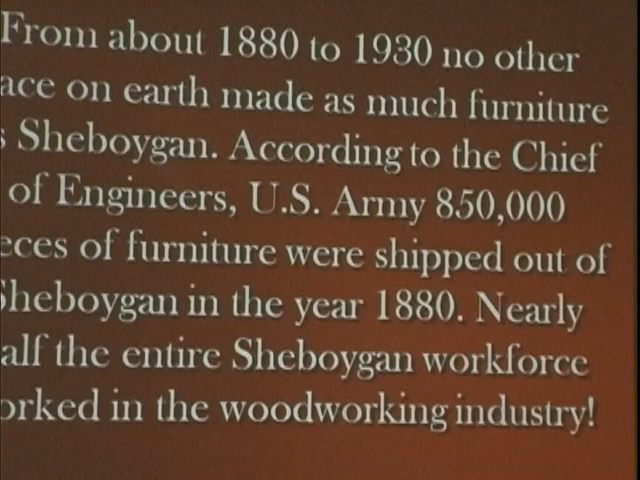 From about 1880 to 1930 no other
ace on earth made as much furniture
s Sheboygan. According to the Chief
of Engineers, U.S. Army 850,000
eces of furniture were shipped out of
Sheboygan in the year 1880. Nearly
alf the entire Sheboygan workforce
orked in the woodworking industry!